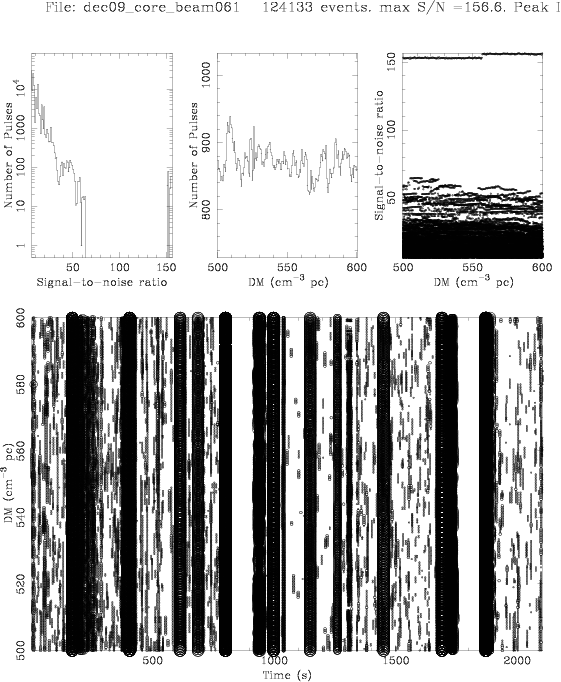 File: dec09_core_beam061 124133 events. max S/N =156.6. Peak
Number of Pulses
10⁴
1000
100
10
1
50 100 150
Signal-to-noise ratio
Number of Pulses
1000
900
800
500 550 600
DM (cm⁻³ pc)
Signal-to-noise ratio
150
100
50
500 550 600
DM (cm⁻³ pc)
DM (cm⁻³ pc)
600
580
560
540
520
500
500 1000 1500 2000
Time (s)